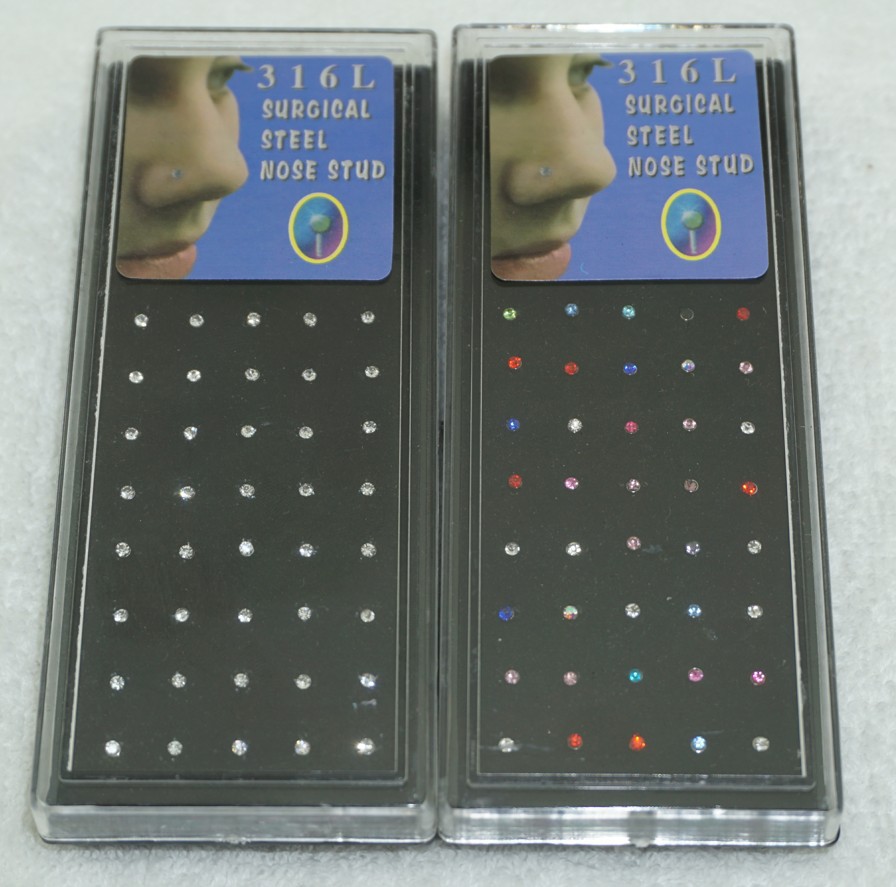 316L
SURGICAL
STEEL
NOSE STUD
316L
SURGICAL
STEEL
NOSE STUD